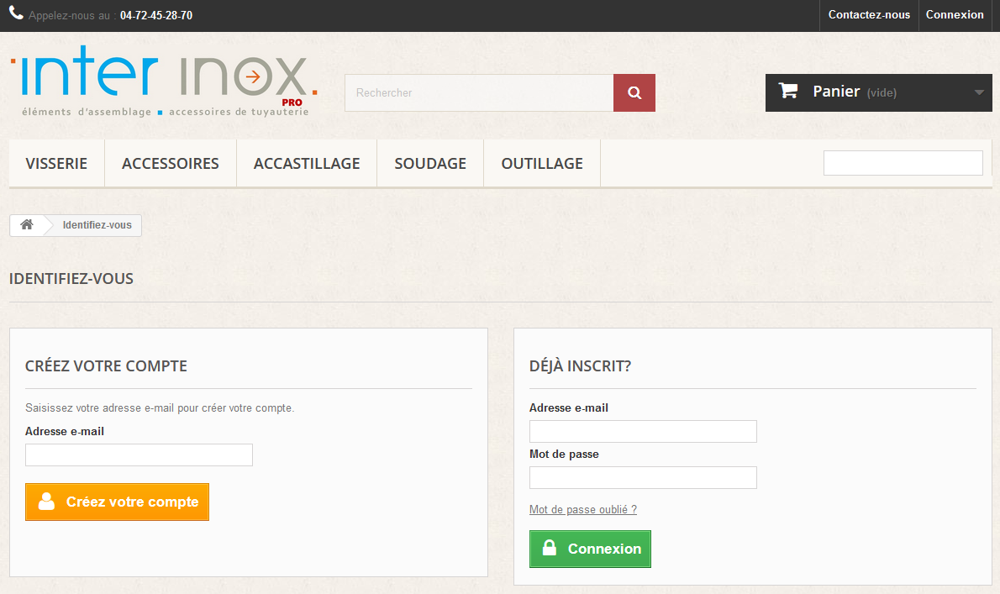 Appelez-nous au : 04-72-45-28-70
Contactez-nous
Connexion
inter inox
PRO
éléments d'assemblage ■ accessoires de tuyauterie
Rechercher
Panier (vide)
VISSERIE
ACCESSOIRES
ACCASTILLAGE
SOUDAGE
OUTILLAGE
Identifiez-vous
IDENTIFIEZ-VOUS
CRÉEZ VOTRE COMPTE
Saisissez votre adresse e-mail pour créer votre compte.
Adresse e-mail
Créez votre compte
DÉJÀ INSCRIT?
Adresse e-mail
Mot de passe
Mot de passe oublié ?
Connexion